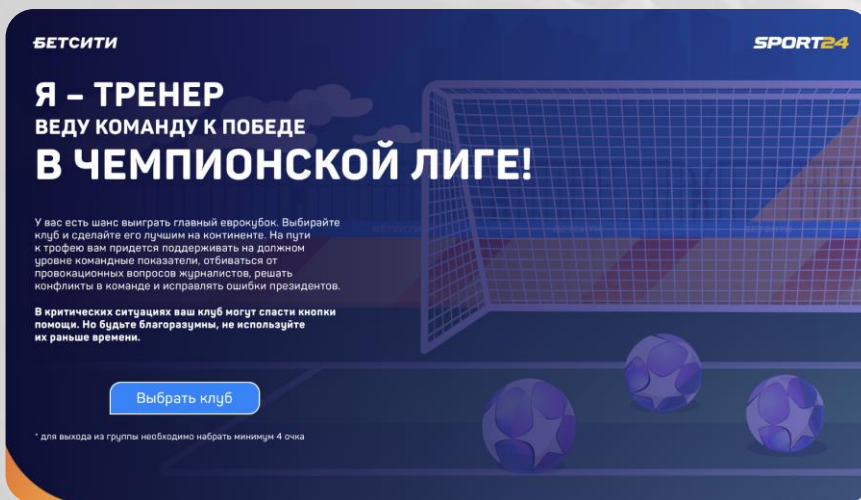 БЕТСИТИ
SPORT24
Я – ТРЕНЕР
ВЕДУ КОМАНДУ К ПОБЕДЕ
В ЧЕМПИОНСКОЙ ЛИГЕ!
У вас есть шанс выиграть главный еврокубок. Выбирайте
клуб и сделайте его лучшим на континенте. На пути
к трофею вам придется поддерживать на должном
уровне командные показатели, отбиваться от
провокационных вопросов журналистов, решать
конфликты в команде и исправлять ошибки президентов.
В критических ситуациях ваш клуб могут спасти кнопки
помощи. Но будьте благоразумны, не используйте
их раньше времени.
Выбрать клуб
* для выхода из группы необходимо набрать минимум 4 очка